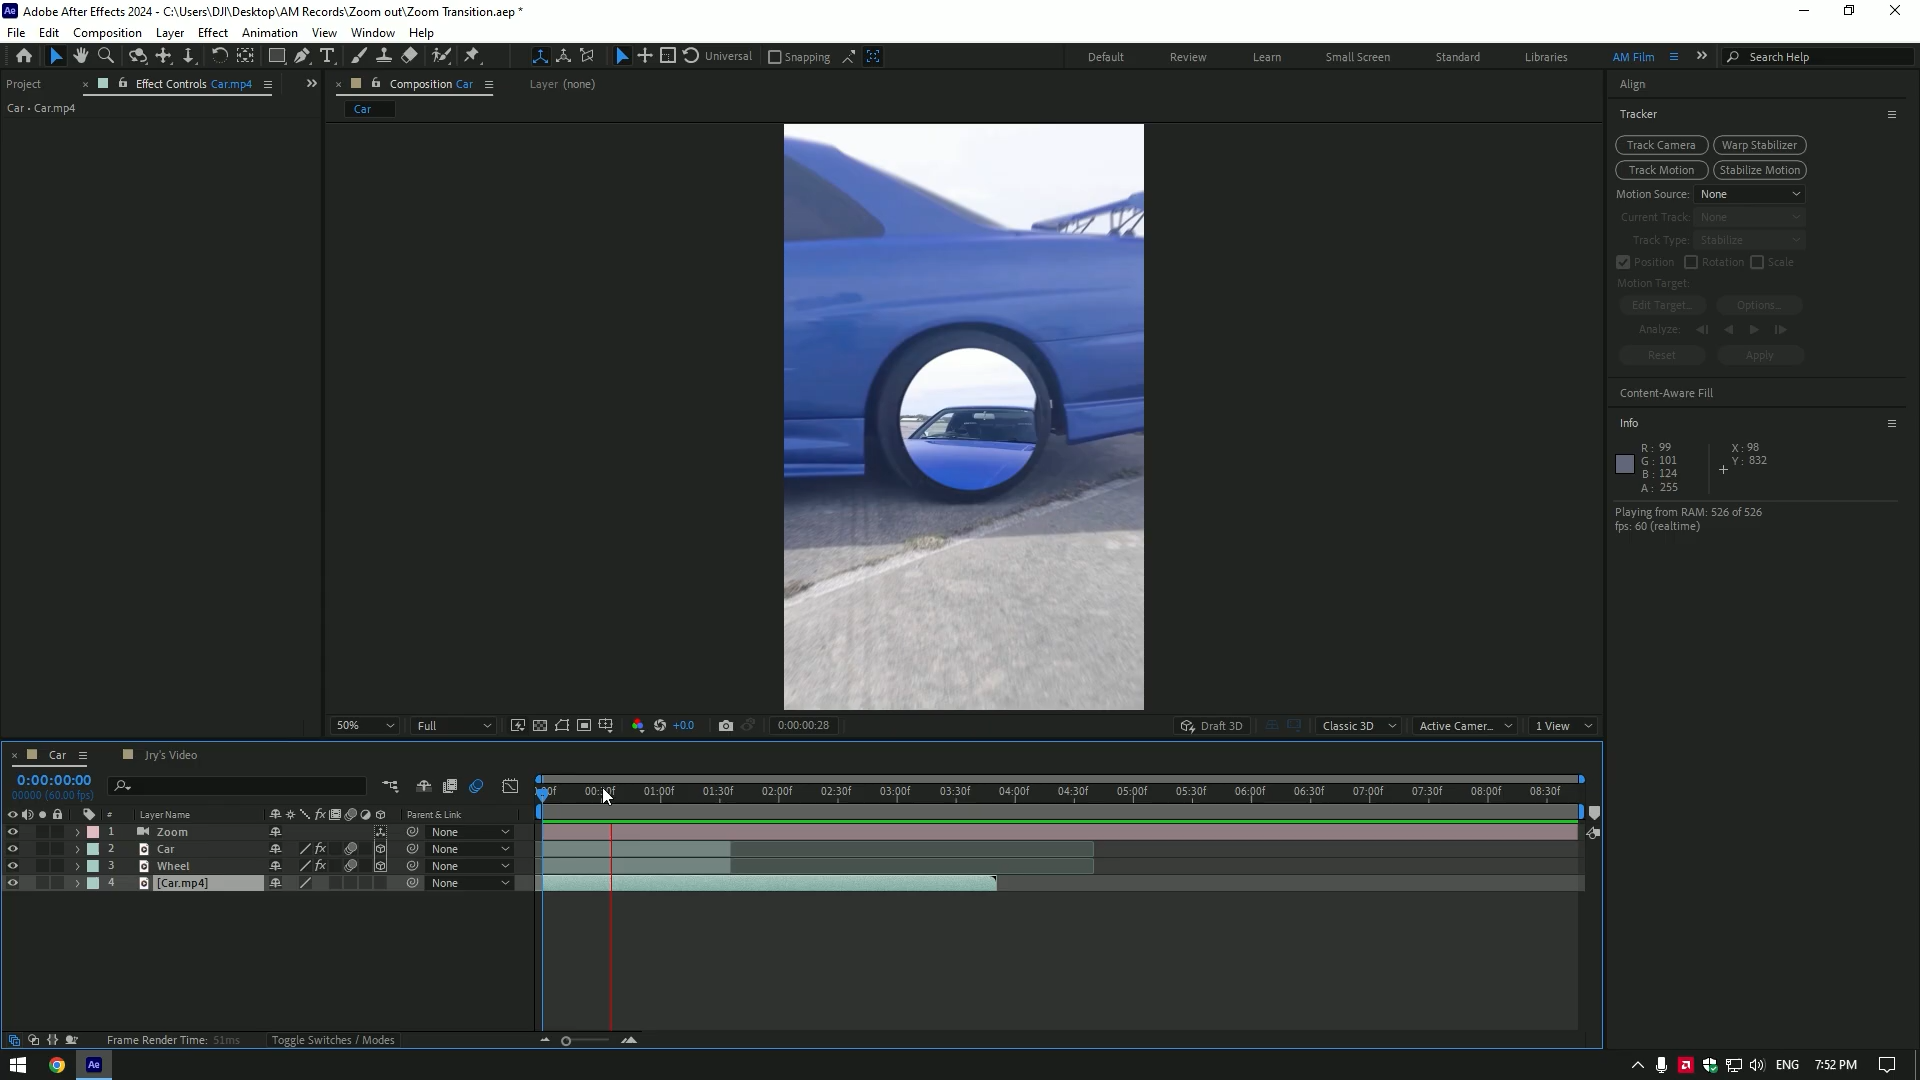 Adobe After Effects 2024 - C:\Users\DJI\Desktop\AM Records\Zoom out\Zoom Transition.aep *
File Edit Composition Layer Effect Animation View Window Help
Universal Snapping Default Review Learn Small Screen Standard Libraries AM Film Search Help
Project Effect Controls Car.mp4 Composition Car Layer (none) Align
Car • Car.mp4
Car
Tracker
Track Camera Warp Stabilizer
Track Motion Stabilize Motion
Motion Source: None
Current Track: None
Track Type: Stabilize
Position Rotation Scale
Motion Target:
Edit Target... Options...
Analyze:
Reset Apply
Content-Aware Fill
Info
R: 99 X: 98
G: 101 Y: 832
B: 124
A: 255
Playing from RAM: 526 of 526
fps: 60 (realtime)
50% Full +0.0 0:00:00:28 Draft 3D Classic 3D Active Camer... 1 View
Car Jry's Video
0:00:00:00
00000 (60.00 fps)
01:00f 01:30f 02:00f 02:30f 03:00f 03:30f 04:00f 04:30f 05:00f 05:30f 06:00f 06:30f 07:00f 07:30f 08:00f 08:30f
# Layer Name Parent & Link
1 Zoom None
2 Car None
3 Wheel None
4 [Car.mp4] None
Frame Render Time: 51ms Toggle Switches / Modes
ENG 7:52 PM